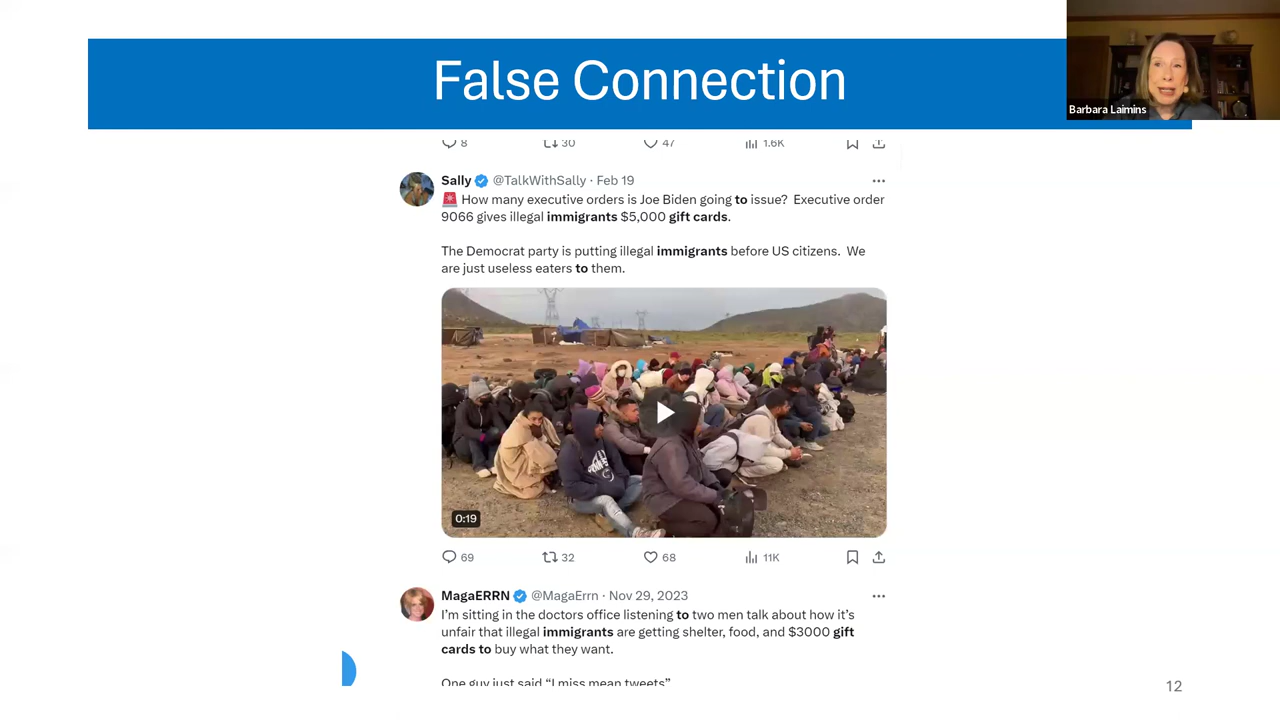 False Connection
Barbara Laimins
8 30 47 1.6K
Sally @TalkWithSally · Feb 19
🚨 How many executive orders is Joe Biden going to issue?  Executive order
9066 gives illegal immigrants $5,000 gift cards.
The Democrat party is putting illegal immigrants before US citizens.  We
are just useless eaters to them.
0:19
69 32 68 11K
MagaERRN @MagaErrn · Nov 29, 2023
I'm sitting in the doctors office listening to two men talk about how it's
unfair that illegal immigrants are getting shelter, food, and $3000 gift
cards to buy what they want.
One guy just said "I miss mean tweets"
12